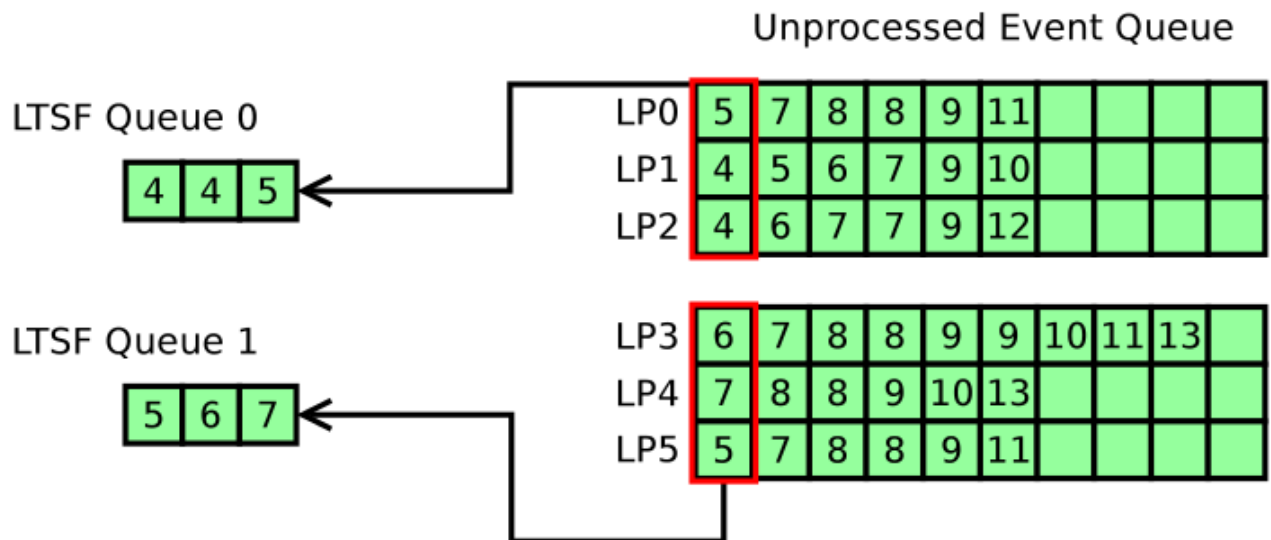 Unprocessed Event Queue
LTSF Queue 0
4 4 5
LP0 5 7 8 8 9 11
LP1 4 5 6 7 9 10
LP2 4 6 7 7 9 12
LTSF Queue 1
5 6 7
LP3 6 7 8 8 9 9 10 11 13
LP4 7 8 8 9 10 13
LP5 5 7 8 8 9 11